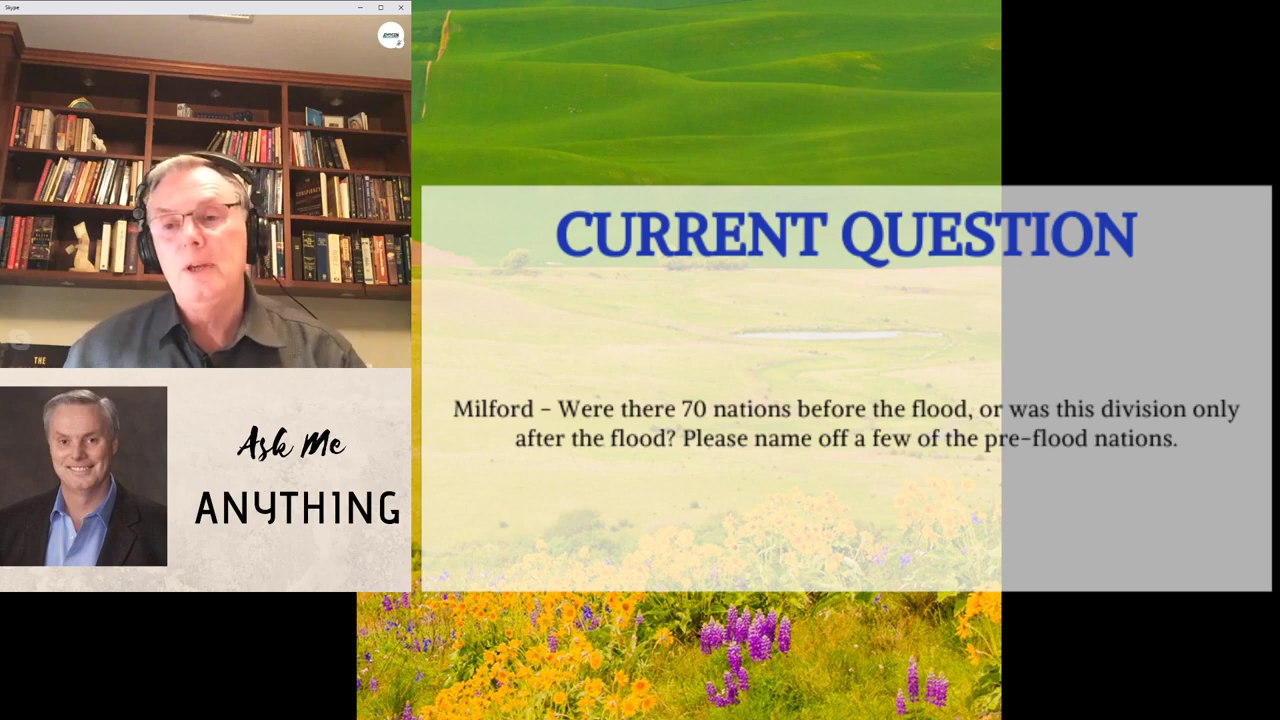 Skype
THE
Ask Me
ANYTHING
CURRENT QUESTION
Milford - Were there 70 nations before the flood, or was this division only
after the flood? Please name off a few of the pre-flood nations.